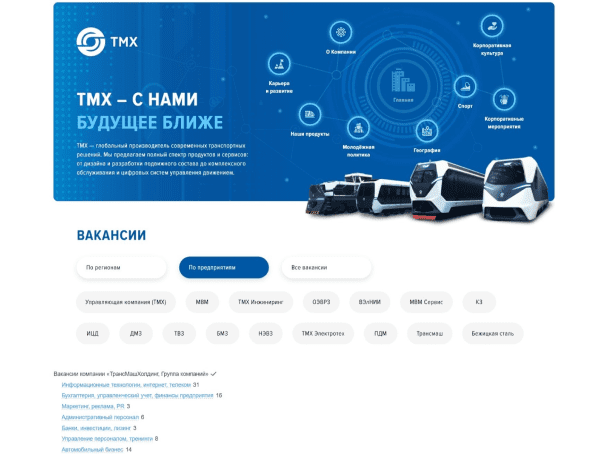 ТМХ
О Компании
Корпоративная
культура
Карьера
и развитие
Главная
Спорт
Корпоративные
мероприятия
Наши продукты
Молодёжная
политика
География
ТМХ – С НАМИ
БУДУЩЕЕ БЛИЖЕ
ТМХ — глобальный производитель современных транспортных
решений. Мы предлагаем полный спектр продуктов и сервисов:
от дизайна и разработки подвижного состава до комплексного
обслуживания и цифровых систем управления движением.
ВАКАНСИИ
По регионам
По предприятиям
Все вакансии
Управляющая компания (ТМХ)
МВМ
ТМХ Инжиниринг
ОЭВРЗ
ВЭлНИИ
МВМ Сервис
КЗ
ИЦД
ДМЗ
ТВЗ
БМЗ
НЭВЗ
ТМХ Электротех
ПДМ
Трансмаш
Бежицкая сталь
Вакансии компании «ТрансМашХолдинг, Группа компаний»
Информационные технологии, интернет, телеком 31
Бухгалтерия, управленческий учет, финансы предприятия 16
Маркетинг, реклама, PR 3
Административный персонал 6
Банки, инвестиции, лизинг 3
Управление персоналом, тренинги 8
Автомобильный бизнес 14